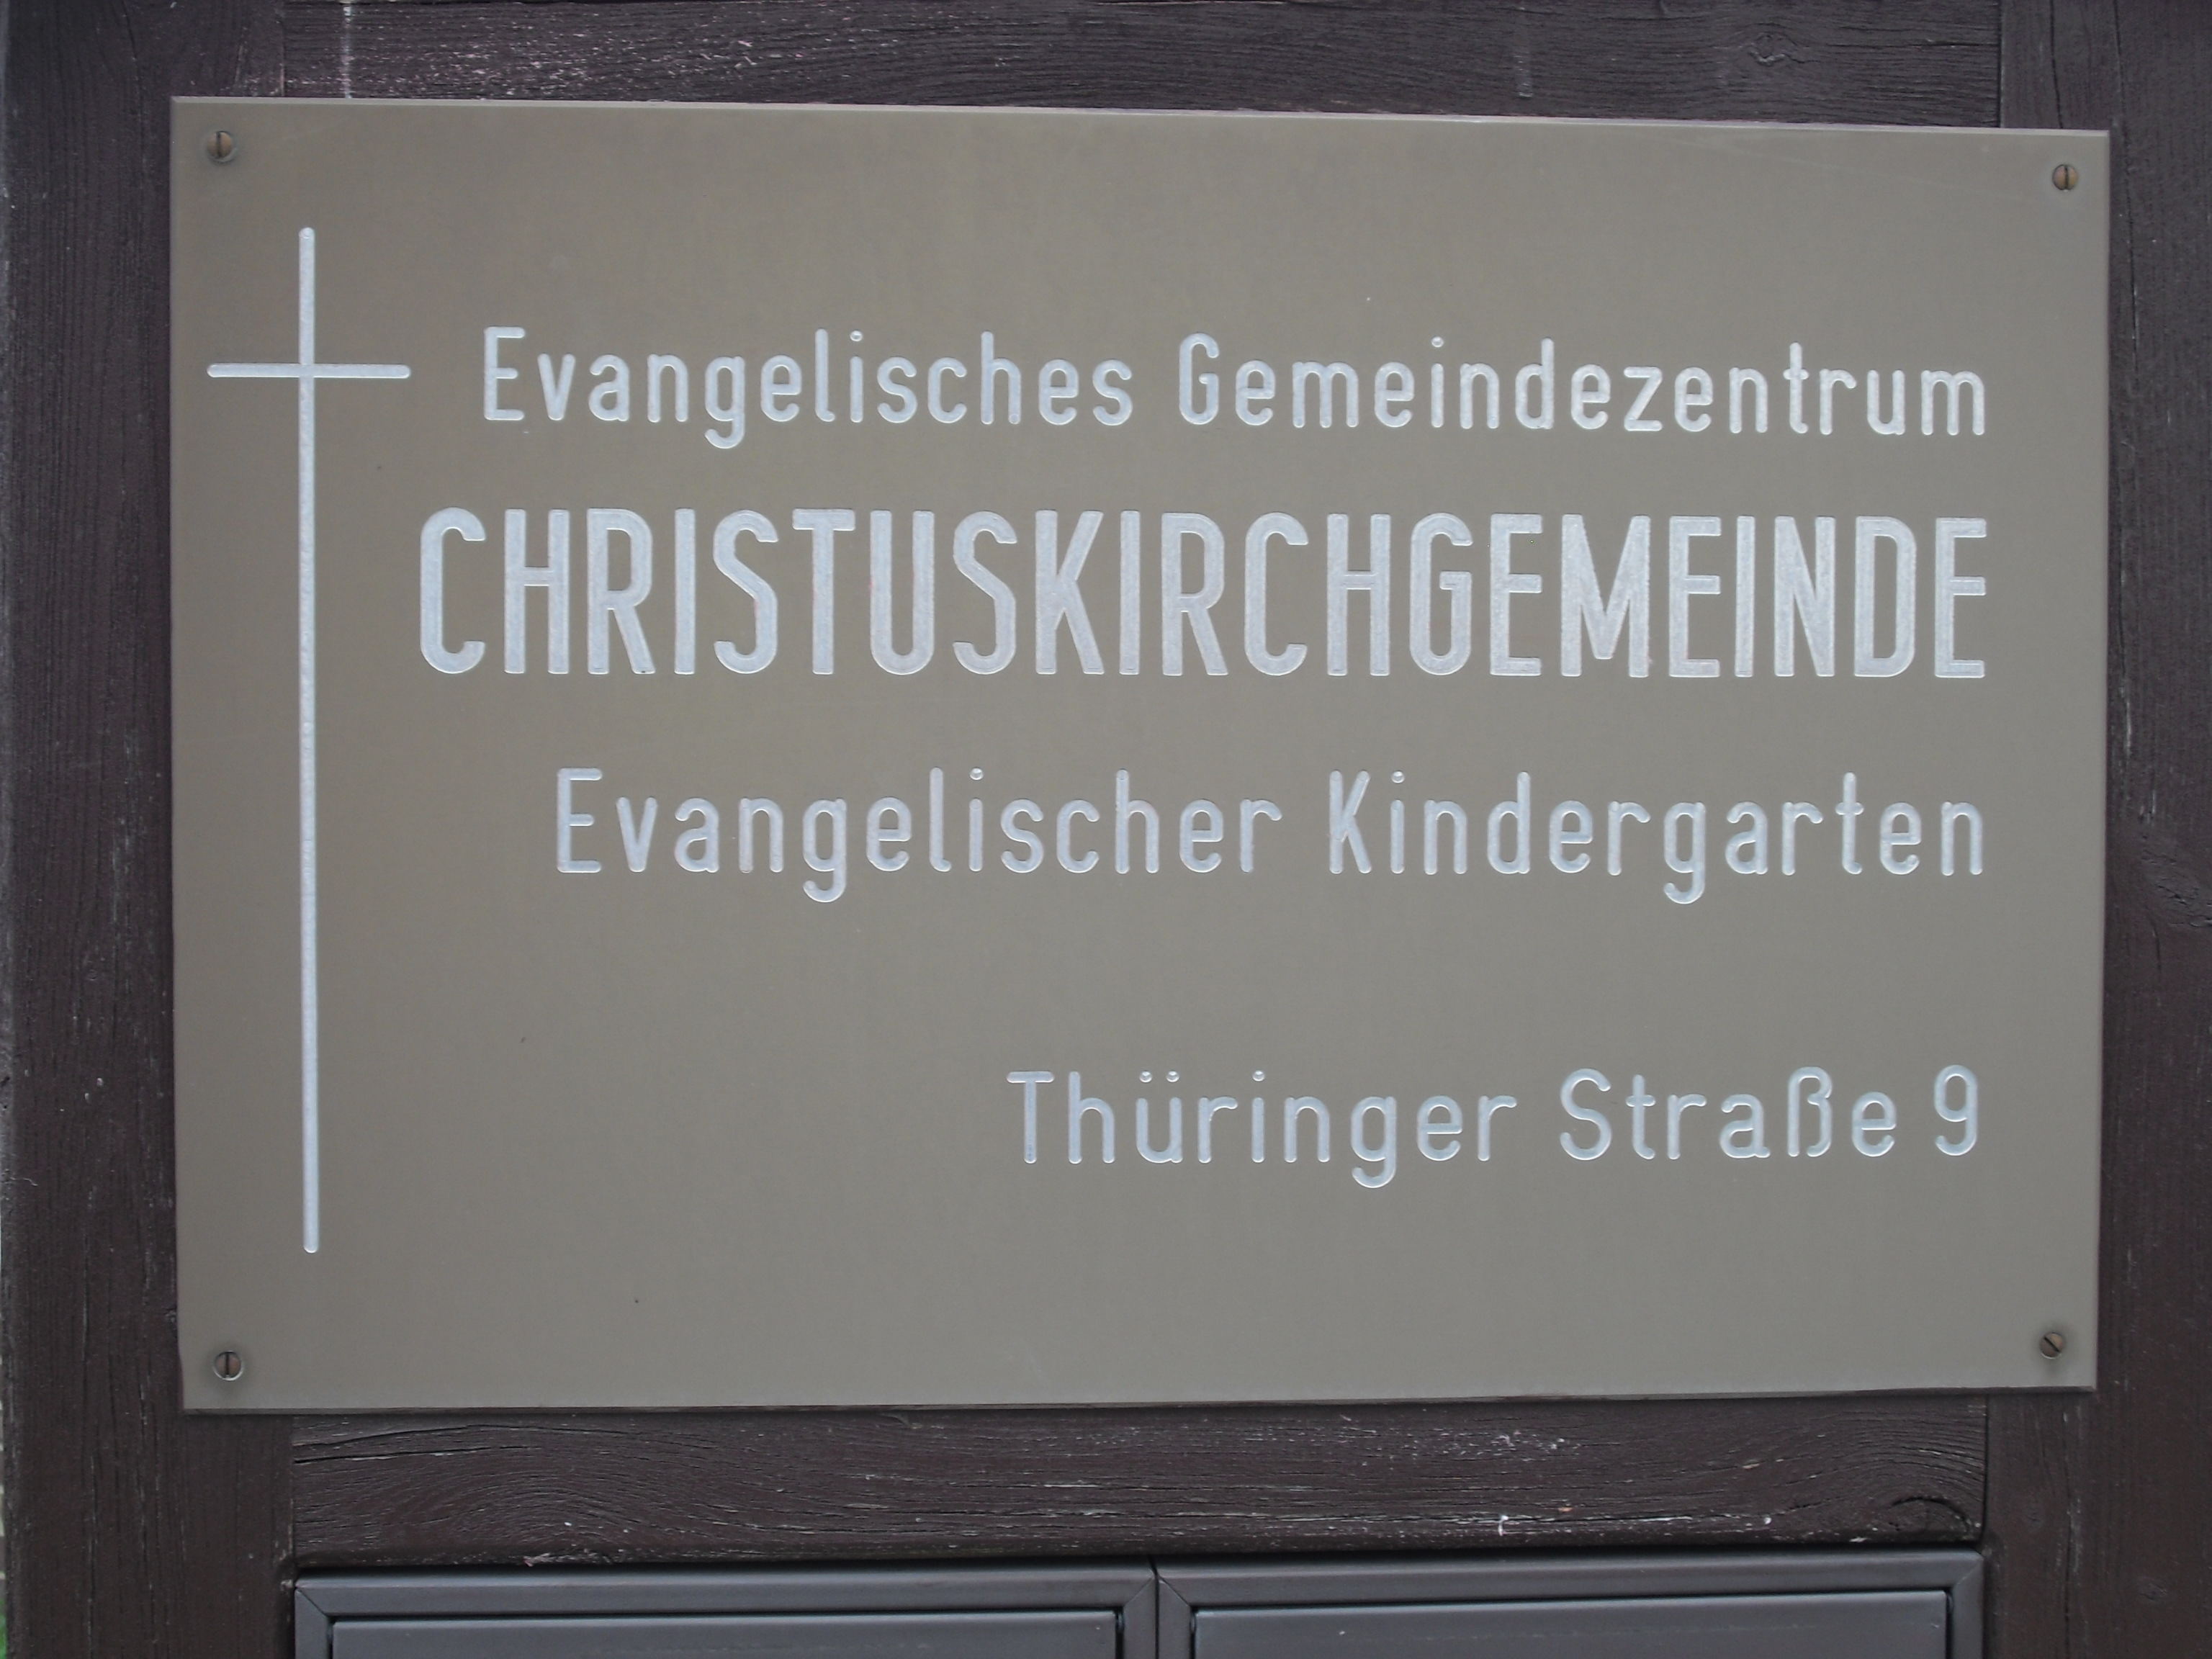 Evangelisches Gemeindezentrum
CHRISTUSKIRCHGEMEINDE
Evangelischer Kindergarten
Thüringer Straße 9